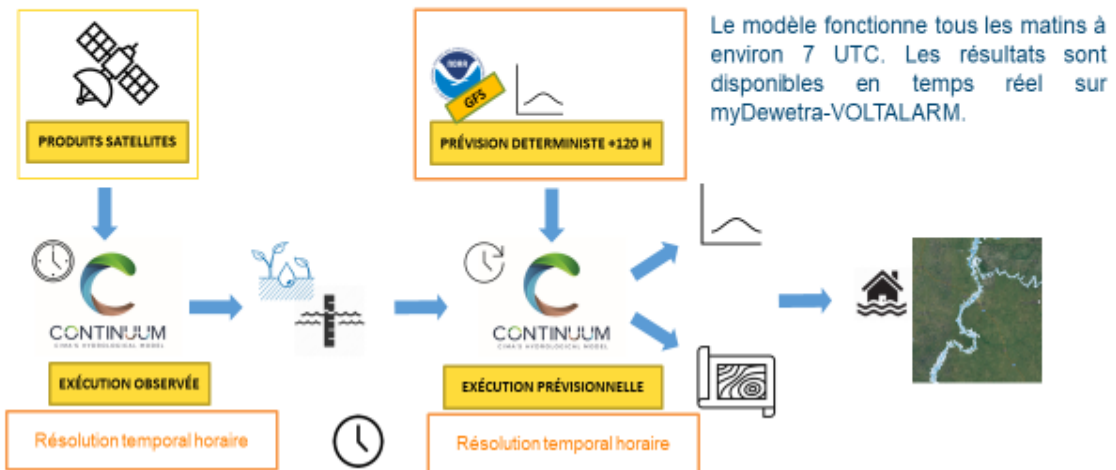 Le modèle fonctionne tous les matins à
environ 7 UTC. Les résultats sont
disponibles en temps réel sur
myDewetra-VOLTALARM.
NOAA
GFS
PRODUITS SATELLITES
PRÉVISION DETERMINISTE +120 H
CONTINUUM
CIMA'S HYDROLOGICAL MODEL
CONTINUUM
CIMA'S HYDROLOGICAL MODEL
EXÉCUTION OBSERVÉE
EXÉCUTION PRÉVISIONNELLE
Résolution temporal horaire
Résolution temporal horaire